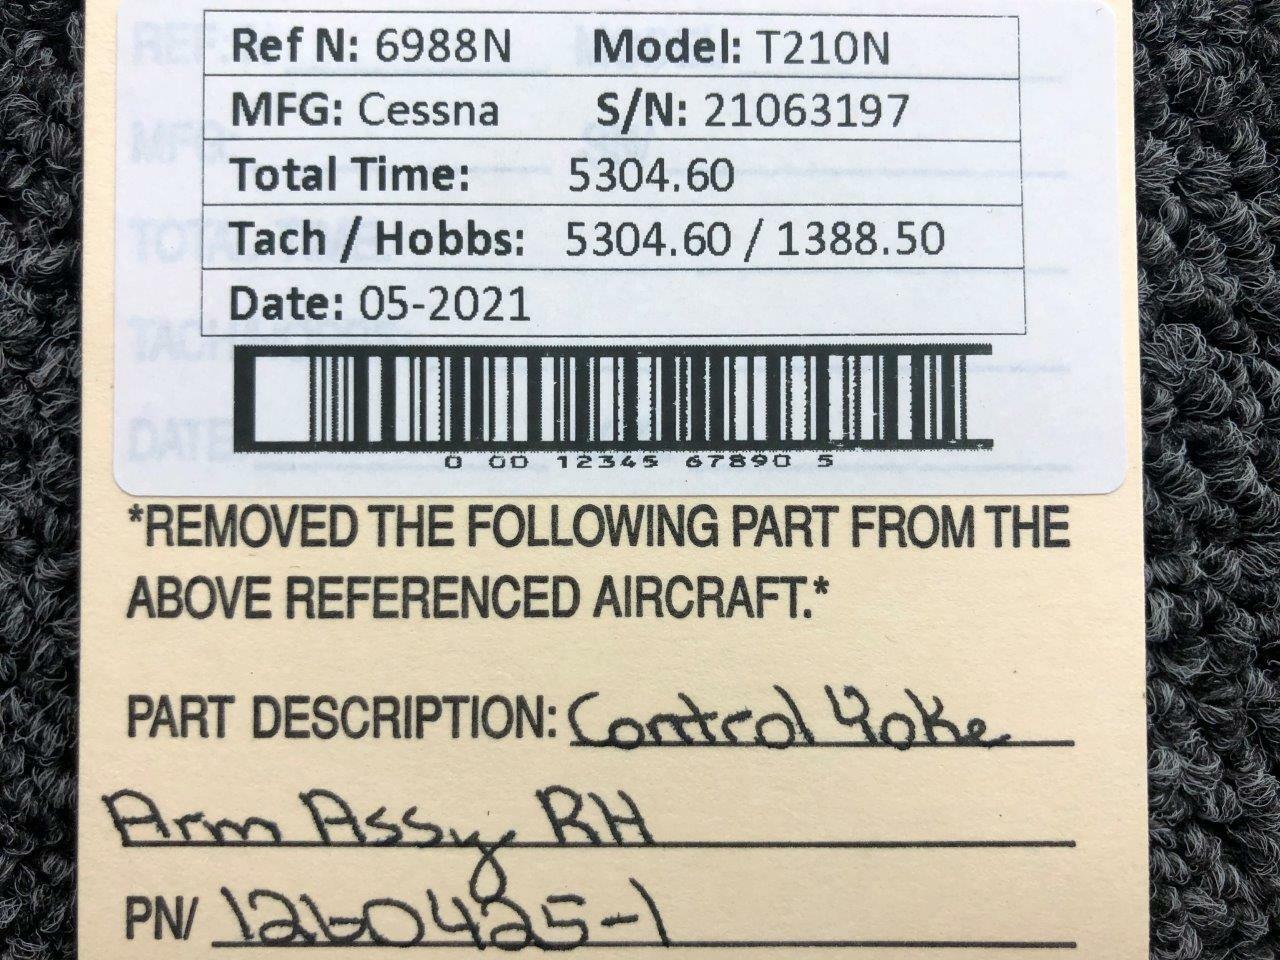 Ref N: 6988N Model: T210N
MFG: Cessna S/N: 21063197
Total Time: 5304.60
Tach / Hobbs: 5304.60 / 1388.50
Date: 05-2021
0 00 12345 67890 5
*REMOVED THE FOLLOWING PART FROM THE
ABOVE REFERENCED AIRCRAFT.*
PART DESCRIPTION: Control Yoke
Arm Assy RH
PN/ 1260425-1